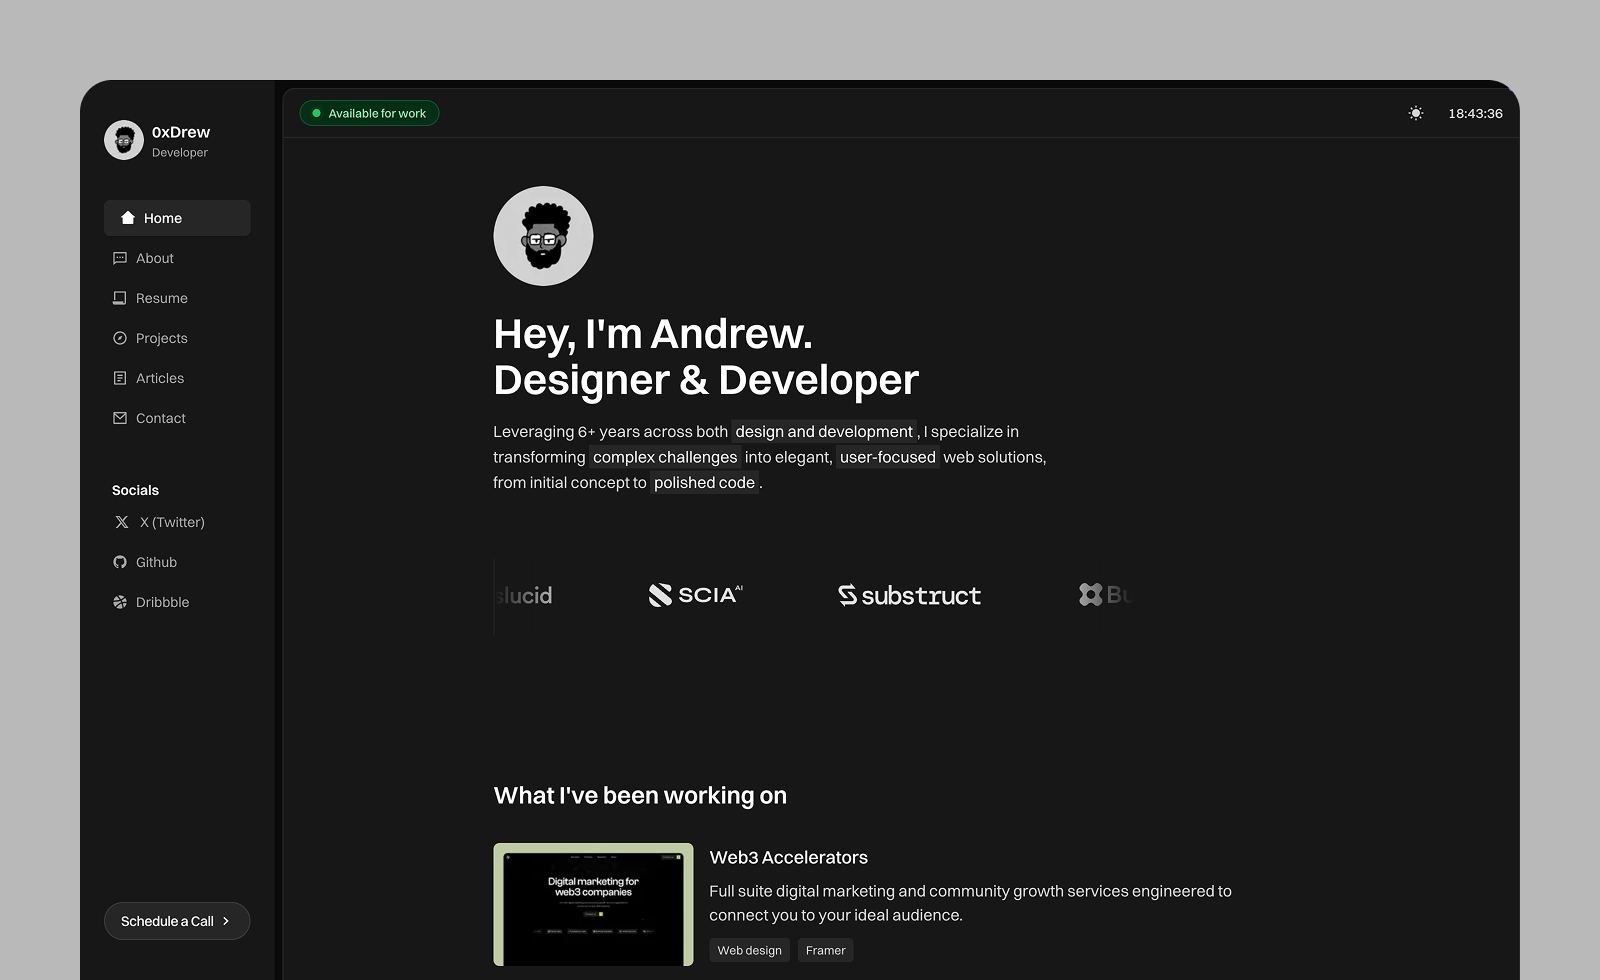 0xDrew
Developer
Home
About
Resume
Projects
Articles
Contact
Socials
X (Twitter)
Github
Dribbble
Schedule a Call
Available for work
18:43:36
Hey, I'm Andrew.
Designer & Developer
Leveraging 6+ years across both design and development, I specialize in
transforming complex challenges into elegant, user-focused web solutions,
from initial concept to polished code.
slucid
SCIA AI
substruct
Bu
What I've been working on
Digital marketing for
web3 companies
Web3 Accelerators
Full suite digital marketing and community growth services engineered to
connect you to your ideal audience.
Web design
Framer